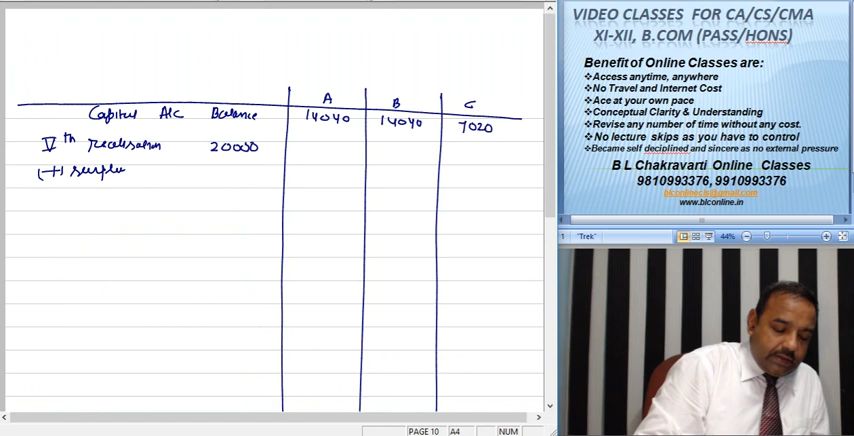 A B C
Capital A/c Balance 14040 14040 7020
Vth Realisation 20000
(+) Surplu
PAGE 10 A4 NUM
VIDEO CLASSES FOR CA/CS/CMA
XI-XII, B.COM (PASS/HONS)
Benefit of Online Classes are:
❖Access anytime, anywhere
❖No Travel and Internet Cost
❖Ace at your own pace
❖Conceptual Clarity & Understanding
❖Revise any number of time without any cost.
❖No lecture skips as you have to control
❖Became self deciplined and sincere as no external pressure
B L Chakravarti Online Classes
9810993376, 9910993376
blconlinecls@gmail.com
www.blconline.in
1 "Trek" 44%